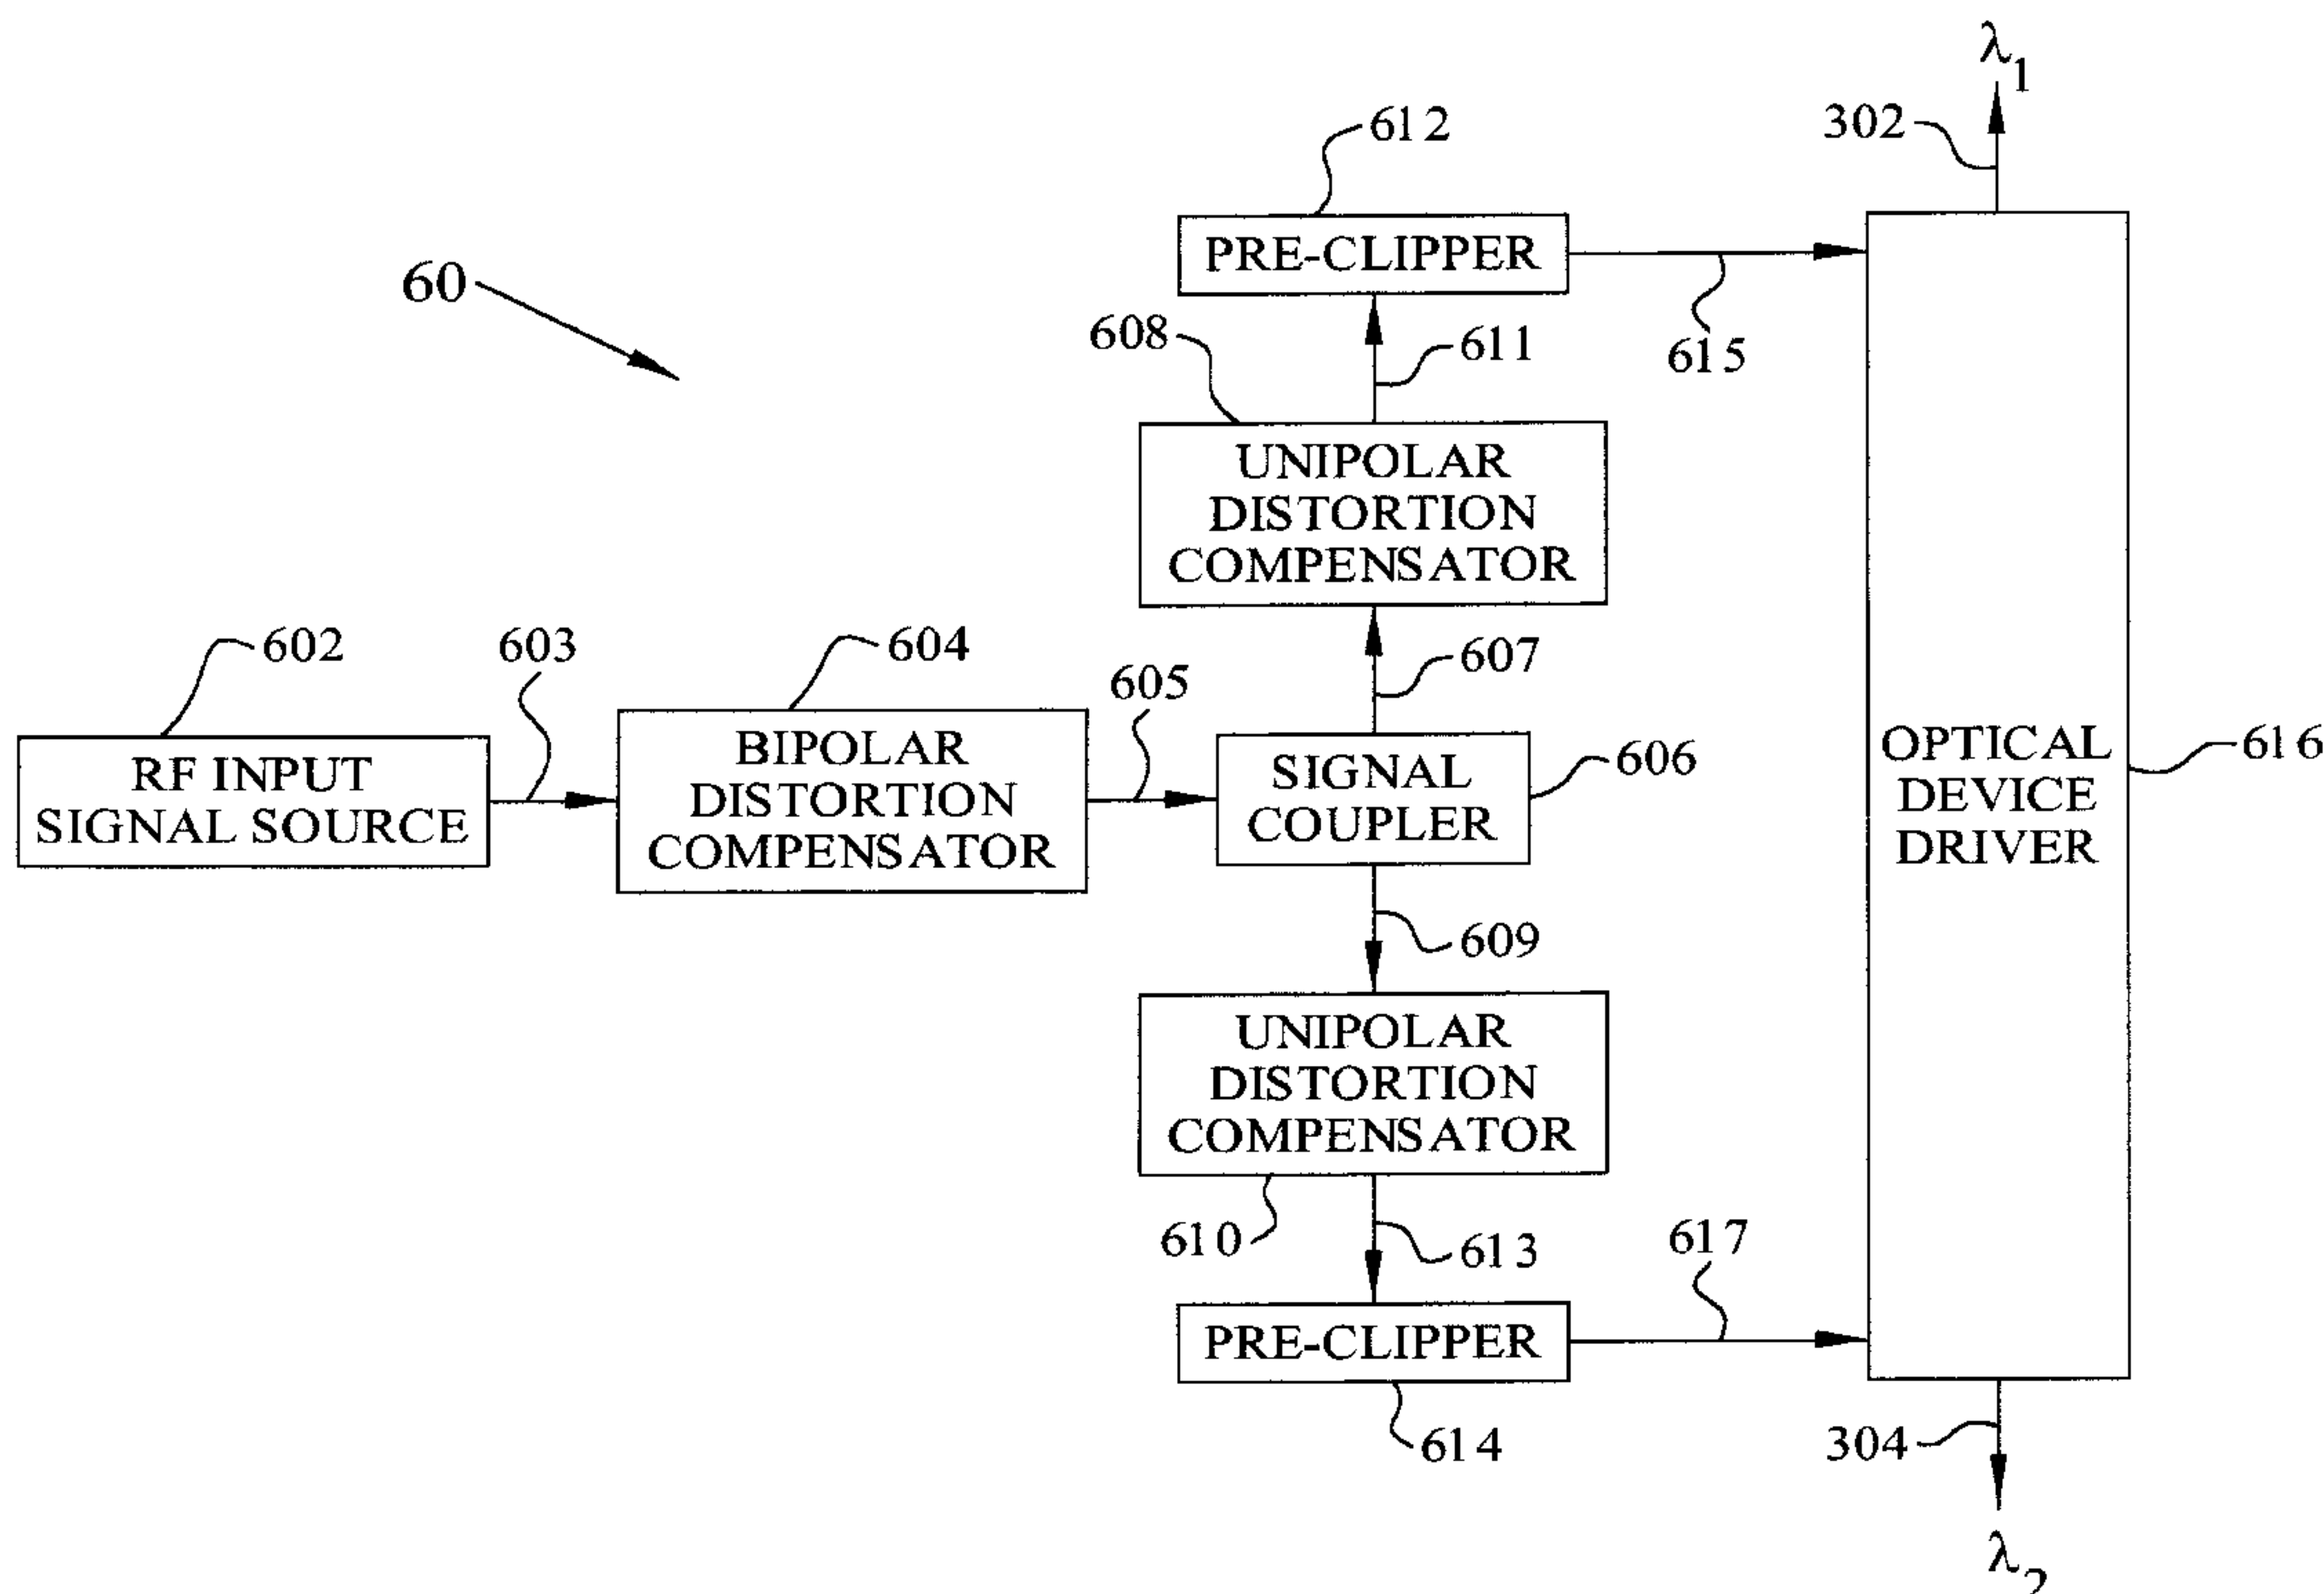 λ1
302
612
PRE-CLIPPER
60
608
611
615
UNIPOLAR
DISTORTION
COMPENSATOR
602
603
604
605
607
RF INPUT
SIGNAL SOURCE
BIPOLAR
DISTORTION
COMPENSATOR
SIGNAL
COUPLER
606
OPTICAL
DEVICE
DRIVER
616
609
UNIPOLAR
DISTORTION
COMPENSATOR
610
613
617
PRE-CLIPPER
614
304
λ2